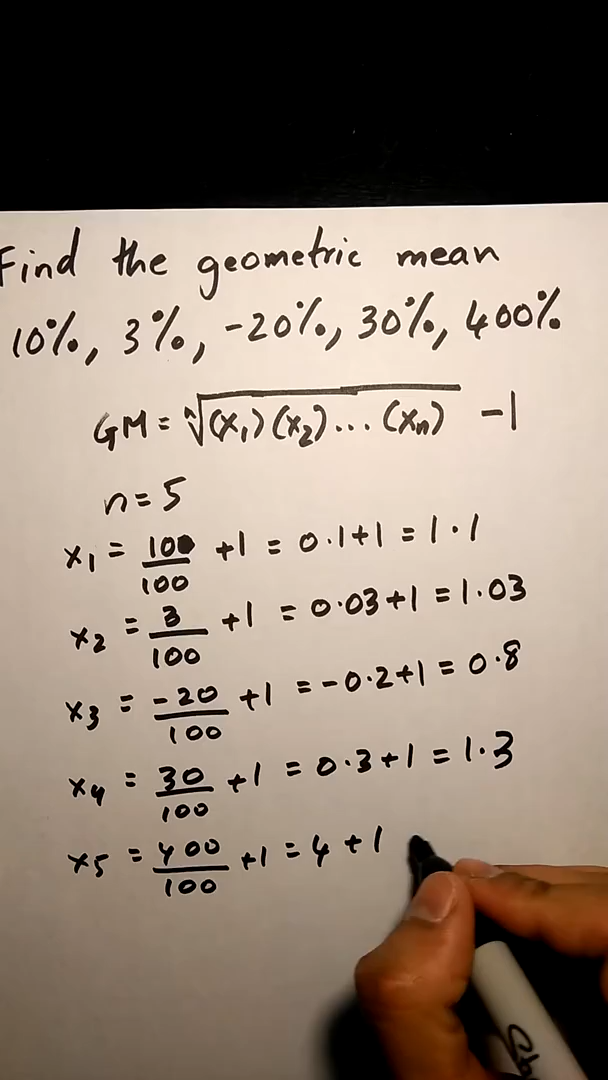 Find the geometric mean
10%, 3%, -20%, 30%, 400%
GM = ⁿ√(x₁)(x₂)...(xₙ) -1
n = 5
x₁ = 10/100 +1 = 0.1+1 = 1.1
x₂ = 3/100 +1 = 0.03+1 = 1.03
x₃ = -20/100 +1 = -0.2+1 = 0.8
x₄ = 30/100 +1 = 0.3+1 = 1.3
x₅ = 400/100 +1 = 4+1